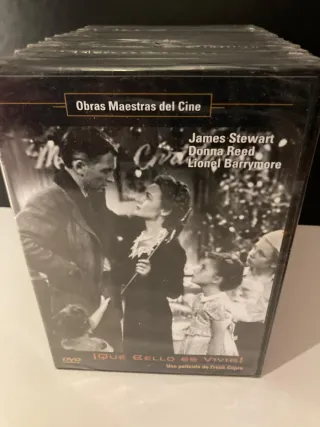 Obras Maestras del Cine
James Stewart
Donna Reed
Lionel Barrymore
DVD
¡Qué Bello es Vivir!
Una película de Frank Capra